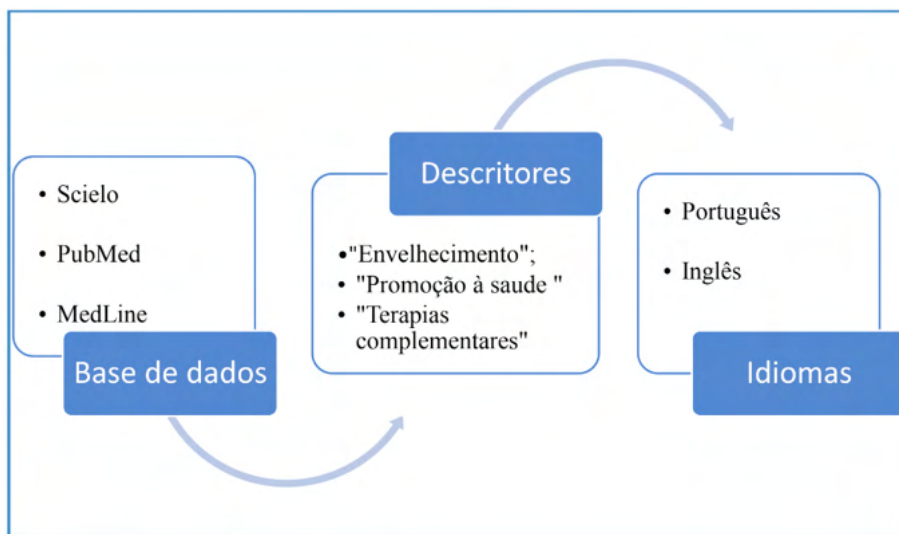 • Scielo
• PubMed
• MedLine
Base de dados
Descritores
•"Envelhecimento";
• "Promoção à saude "
• "Terapias
complementares"
• Português
• Inglês
Idiomas